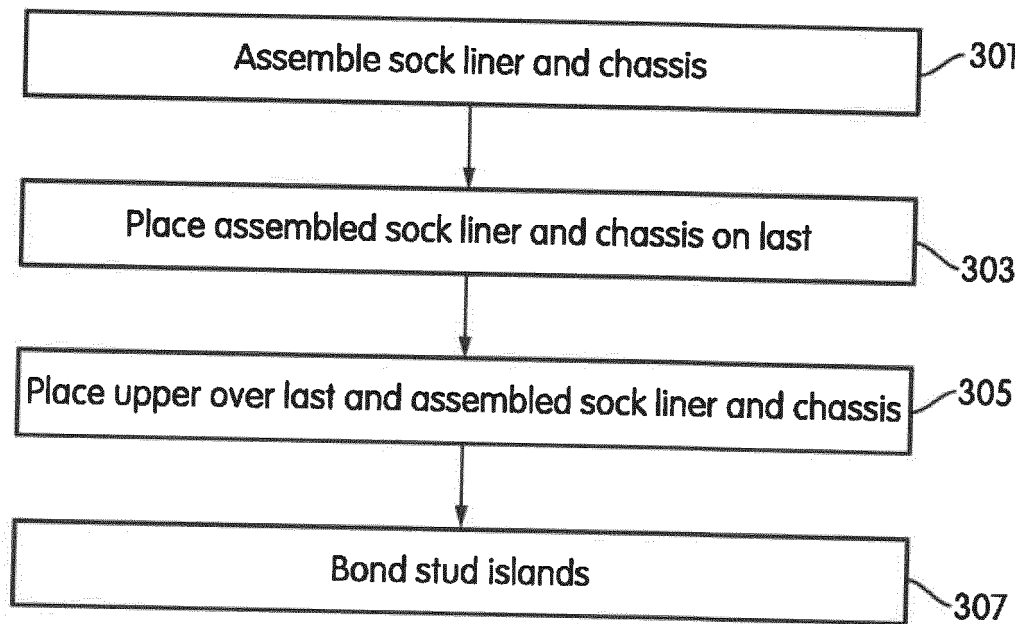 Assemble sock liner and chassis
301
Place assembled sock liner and chassis on last
303
Place upper over last and assembled sock liner and chassis
305
Bond stud islands
307